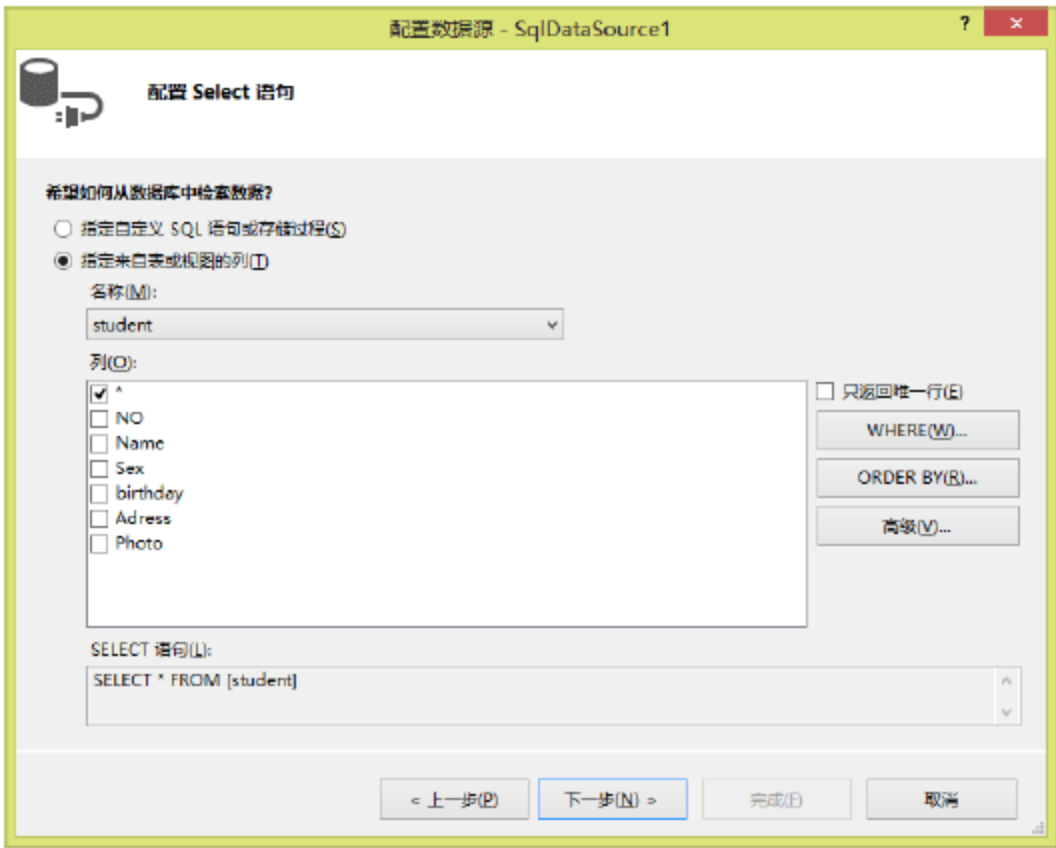 配置数据源 - SqlDataSource1
?
配置 Select 语句
希望如何从数据库中检索数据?
指定自定义 SQL 语句或存储过程(S)
指定来自表或视图的列(T)
名称(M):
student
列(O):
*
只返回唯一行(E)
NO
WHERE(W)...
Name
Sex
ORDER BY(R)...
birthday
Adress
高级(V)...
Photo
SELECT 语句(L):
SELECT * FROM [student]
< 上一步(P)
下一步(N) >
完成(F)
取消